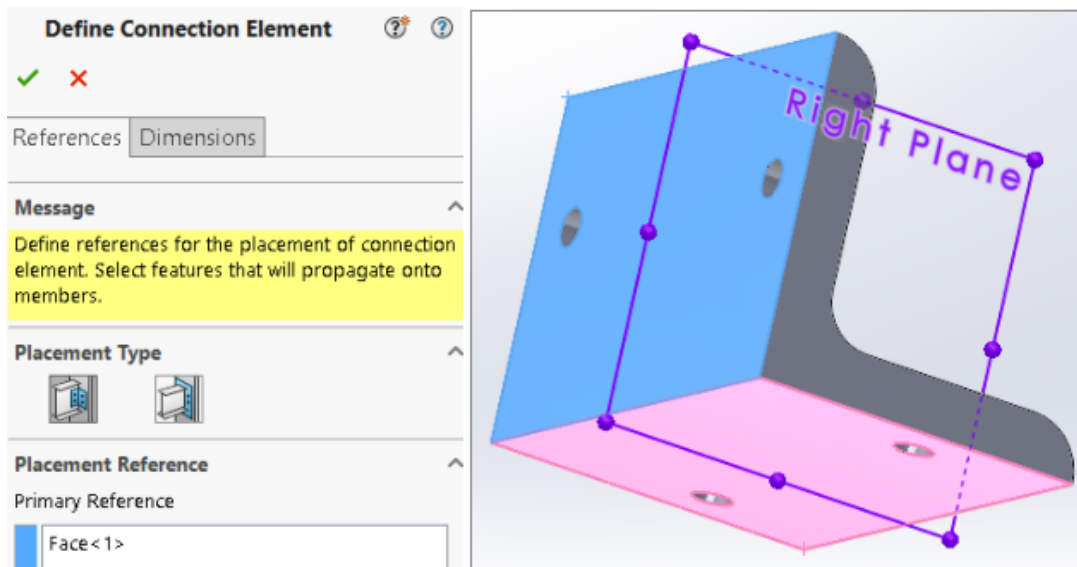 Define Connection Element
References
Dimensions
Message
Define references for the placement of connection
element. Select features that will propagate onto
members.
Placement Type
Placement Reference
Primary Reference
Face<1>
Right Plane